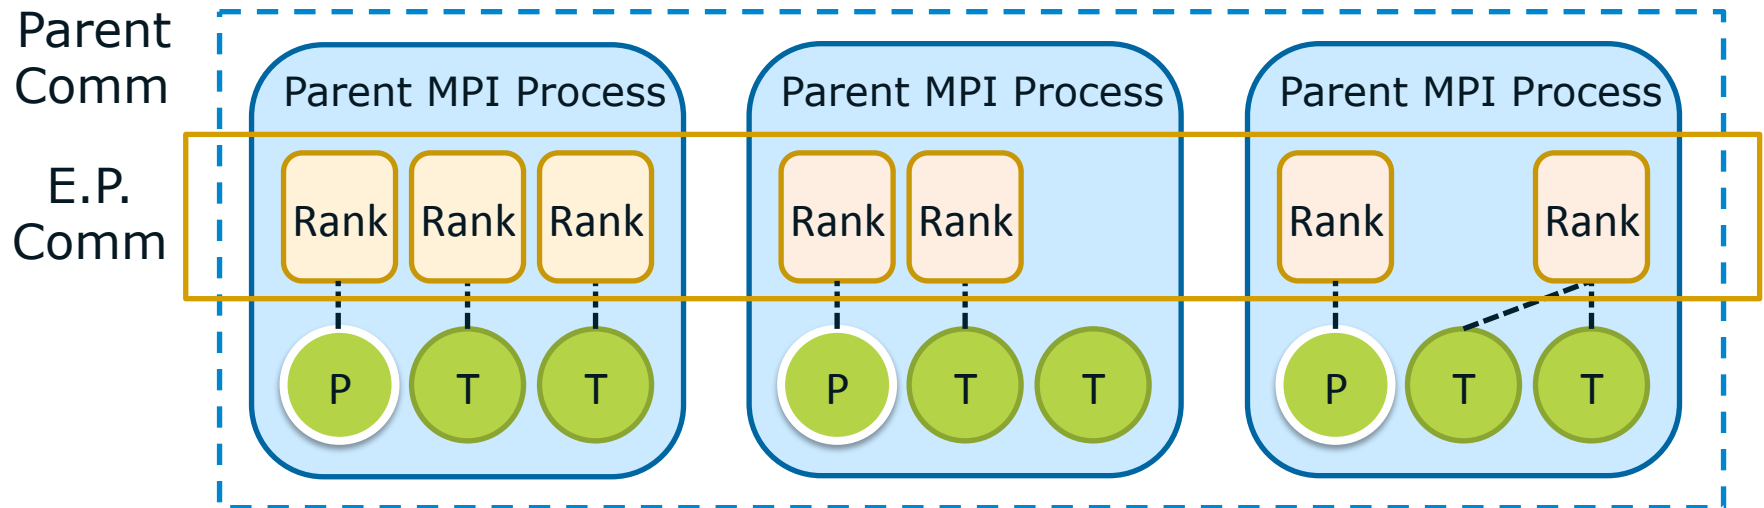 Parent
Comm
Parent MPI Process
Parent MPI Process
Parent MPI Process
E.P.
Comm
Rank
Rank
Rank
Rank
Rank
Rank
Rank
P
T
T
P
T
T
P
T
T